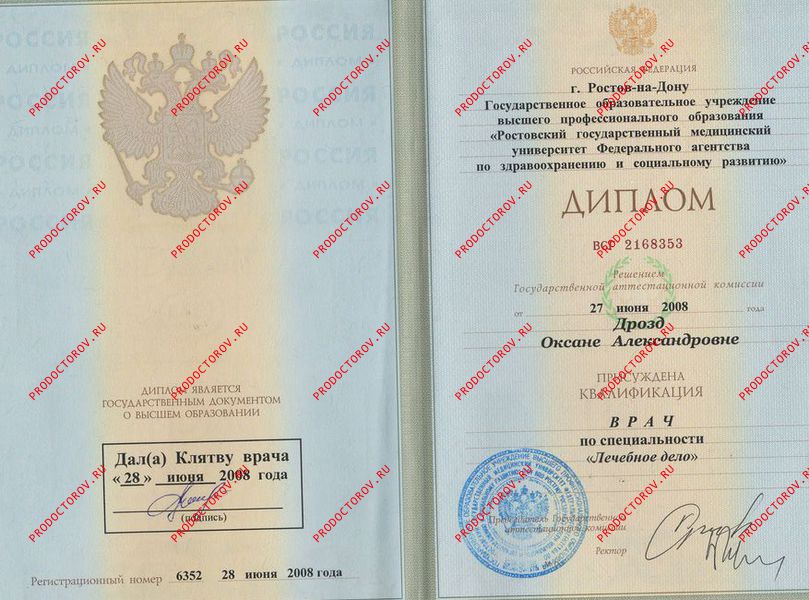 ДИПЛОМ ЯВЛЯЕТСЯ
ГОСУДАРСТВЕННЫМ ДОКУМЕНТОМ
О ВЫСШЕМ ОБРАЗОВАНИИ
Дал(а) Клятву врача
«28» июня 2008 года
(подпись)
Регистрационный номер 6352 28 июня 2008 года
РОССИЙСКАЯ ФЕДЕРАЦИЯ
г. Ростов-на-Дону
Государственное образовательное учреждение
высшего профессионального образования
«Ростовский государственный медицинский
университет Федерального агентства
по здравоохранению и социальному развитию»
ДИПЛОМ
ВСГ 2168353
Решением
Государственной аттестационной комиссии
от 27 июня 2008 года
Дрозд
Оксане Александровне
ПРИСУЖДЕНА
КВАЛИФИКАЦИЯ
ВРАЧ
по специальности
«Лечебное дело»
Председатель Государственной
аттестационной комиссии
Ректор
PRODOCTOROV.RU